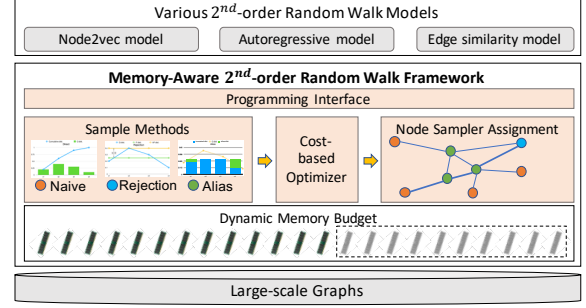 Various 2nd-order Random Walk Models
Node2vec model
Autoregressive model
Edge similarity model
Memory-Aware 2nd-order Random Walk Framework
Programming Interface
Sample Methods
Naive
Rejection
Alias
Cost-
based
Optimizer
Node Sampler Assignment
Dynamic Memory Budget
Large-scale Graphs